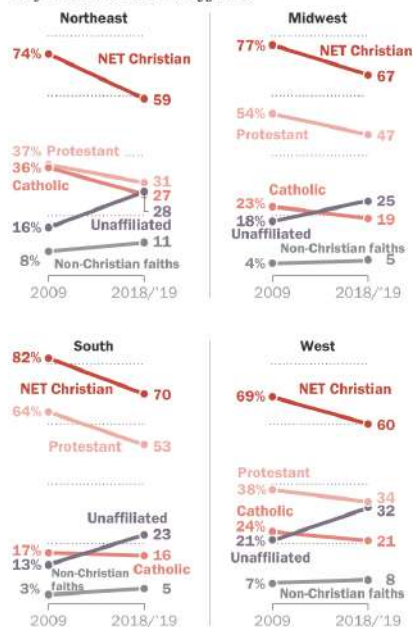 Northeast
74%
NET Christian
59
37% Protestant
36%
Catholic
31
27
28
16%
Unaffiliated
11
8%
Non-Christian faiths
2009
2018/'19
Midwest
77%
NET Christian
67
54%
Protestant
47
Catholic
23%
25
18%
19
Unaffiliated
Non-Christian faiths
4%
5
2009
2018/'19
South
82%
NET Christian
70
64%
Protestant
53
Unaffiliated
23
17%
16
13%
Catholic
Non-Christian
faiths
3%
5
2009
2018/'19
West
69%
NET Christian
60
Protestant
38%
34
32
Catholic
24%
21%
21
Unaffiliated
7%
8
Non-Christian faiths
2009
2018/'19